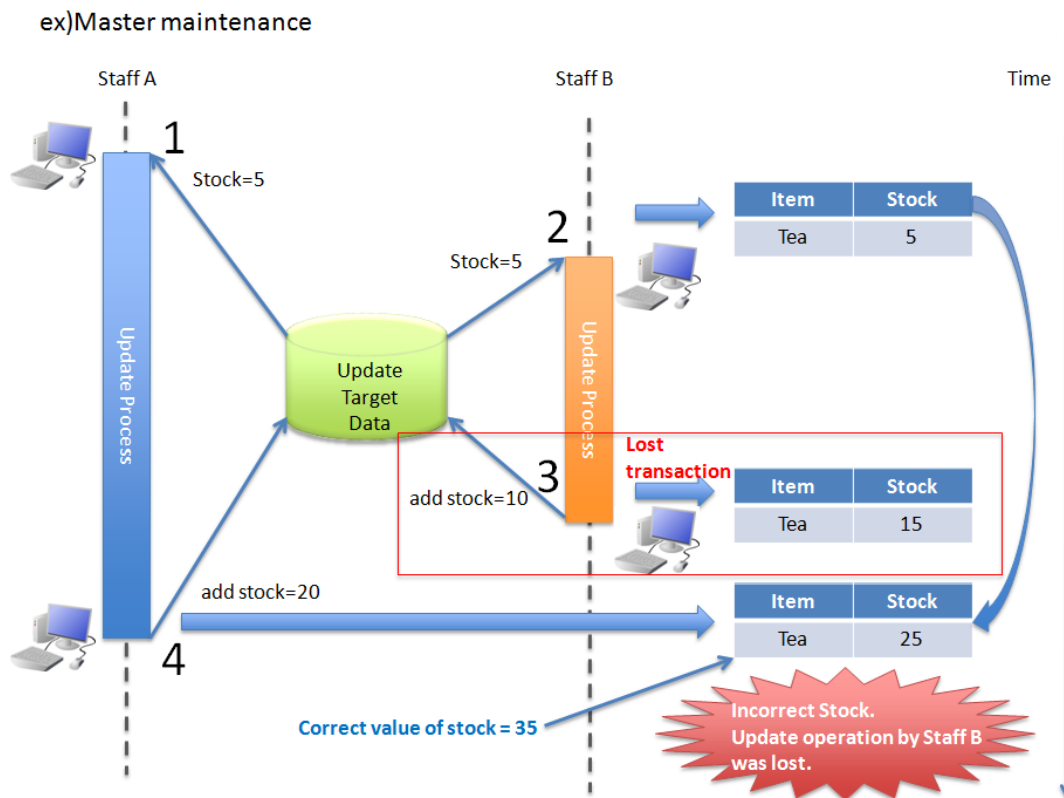 ex)Master maintenance
Staff A
Staff B
Time
1
Stock=5
2
Stock=5
Item Stock
Tea 5
Update Process
Update
Target
Data
Update Process
Lost
transaction
3
add stock=10
Item Stock
Tea 15
add stock=20
4
Item Stock
Tea 25
Correct value of stock = 35
Incorrect Stock.
Update operation by Staff B
was lost.